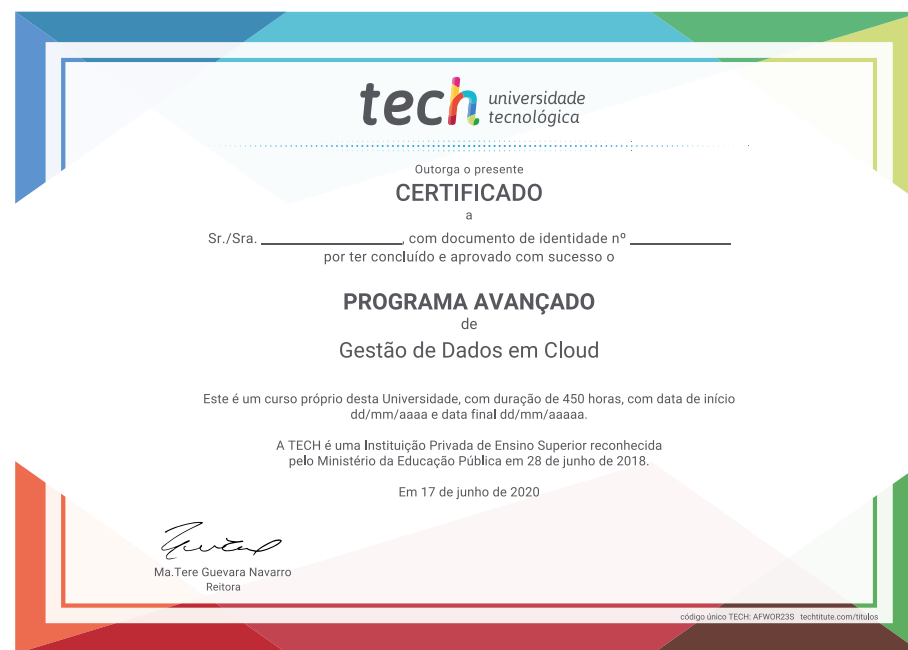 tech universidade
tecnológica
Outorga o presente
CERTIFICADO
a
Sr./Sra. ________________, com documento de identidade nº ____________
por ter concluído e aprovado com sucesso o
PROGRAMA AVANÇADO
de
Gestão de Dados em Cloud
Este é um curso próprio desta Universidade, com duração de 450 horas, com data de início
dd/mm/aaaa e data final dd/mm/aaaaa.
A TECH é uma Instituição Privada de Ensino Superior reconhecida
pelo Ministério da Educação Pública em 28 de junho de 2018.
Em 17 de junho de 2020
Ma.Tere Guevara Navarro
Reitora
código único TECH: AFWOR23S techtitute.com/titulos